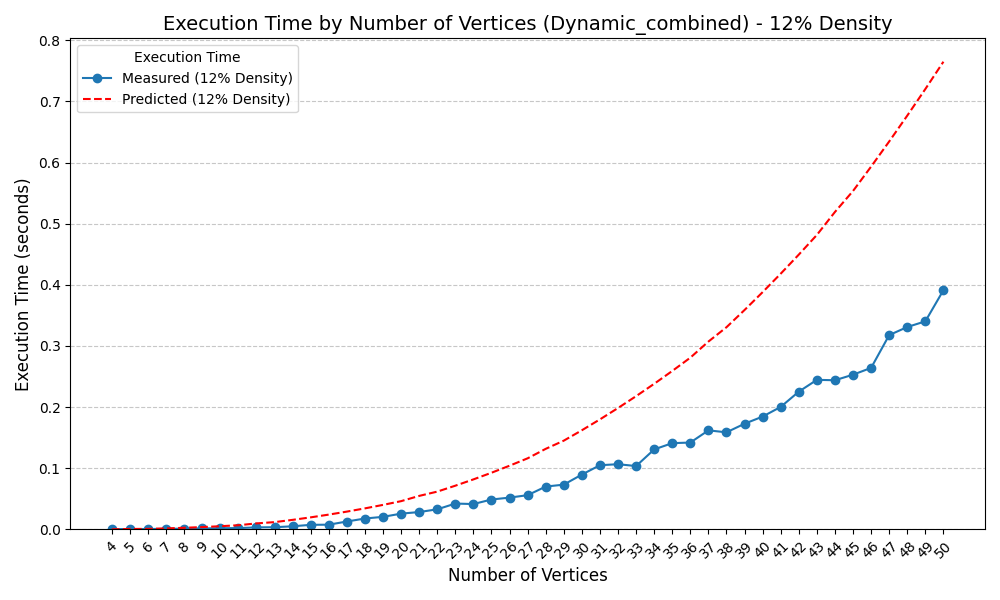 Execution Time by Number of Vertices (Dynamic_combined) - 12% Density
Execution Time (seconds)
0.8
0.7
0.6
0.5
0.4
0.3
0.2
0.1
0.0
Execution Time
Measured (12% Density)
Predicted (12% Density)
4 5 6 7 8 9 10 11 12 13 14 15 16 17 18 19 20 21 22 23 24 25 26 27 28 29 30 31 32 33 34 35 36 37 38 39 40 41 42 43 44 45 46 47 48 49 50
Number of Vertices